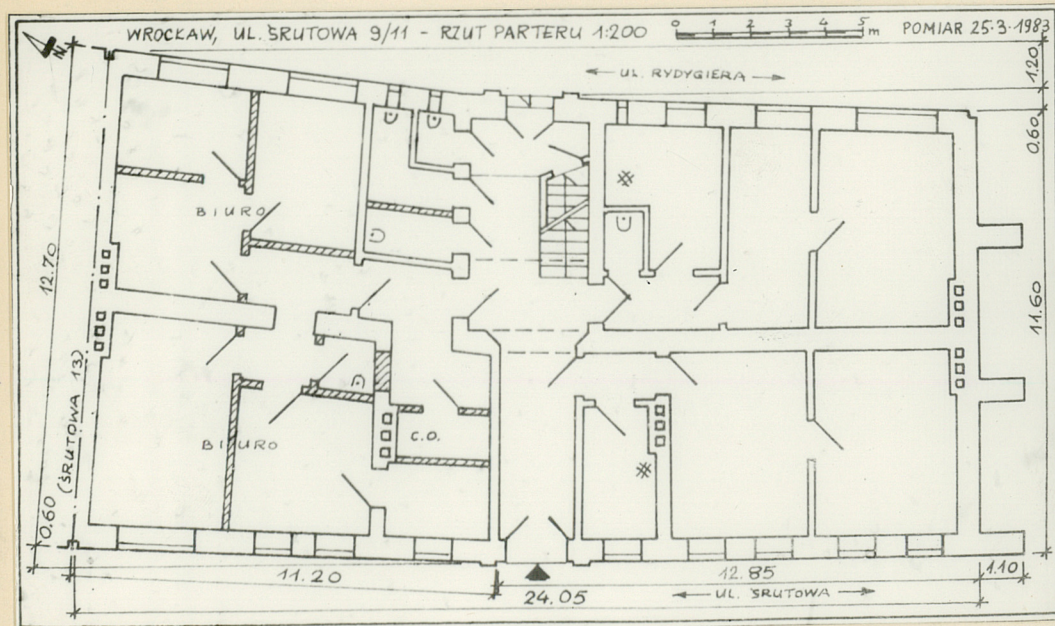 WROCŁAW, UL. ŚRUTOWA 9/11 - RZUT PARTERU 1:200
0 1 2 3 4 5 m
POMIAR 25·3·1983
N
UL. RYDYGIERA
1.20
0.60
BIURO
12.70
11.60
(ŚRUTOWA 13)
BIURO
C.O.
0.60
11.20
12.85
1.10
24.05
UL. ŚRUTOWA